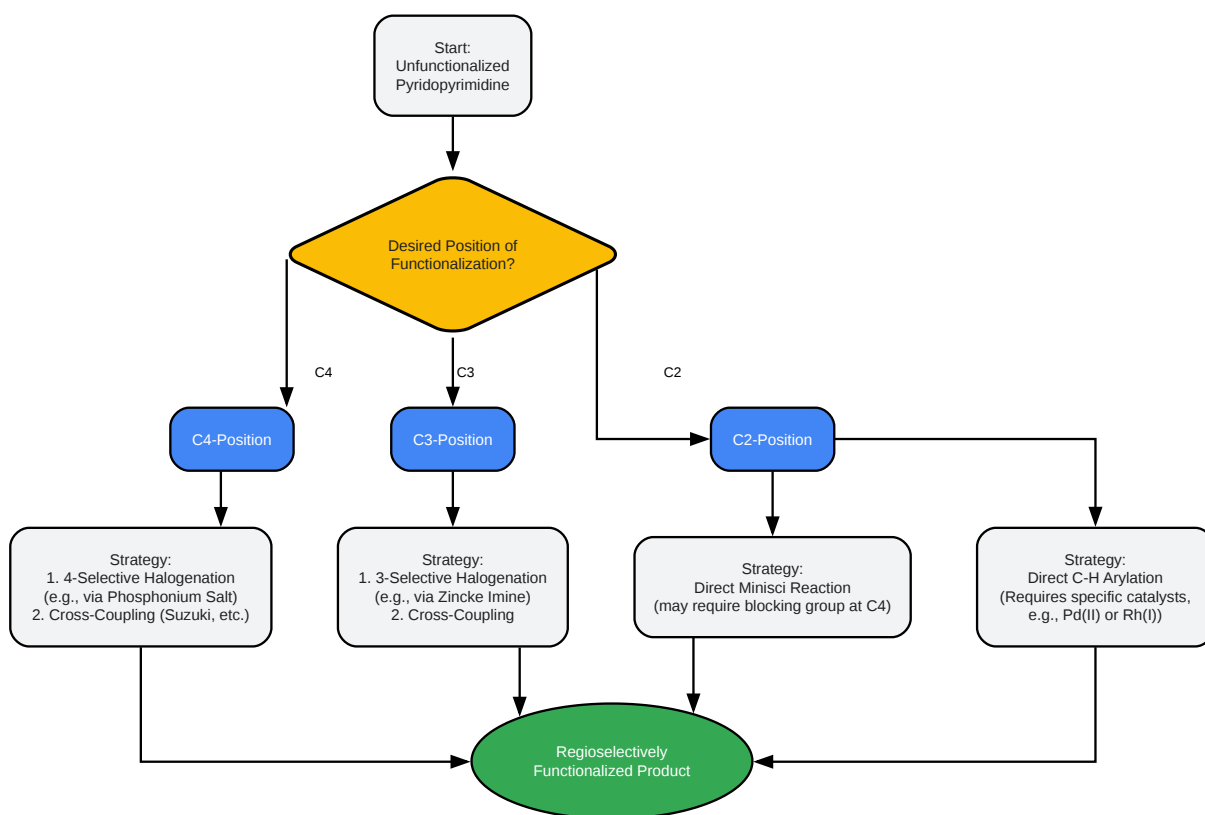 Start:
Unfunctionalized
Pyridopyrimidine
Desired Position of
Functionalization?
C4
C3
C2
C4-Position
C3-Position
C2-Position
Strategy:
1. 4-Selective Halogenation
(e.g., via Phosphonium Salt)
2. Cross-Coupling (Suzuki, etc.)
Strategy:
1. 3-Selective Halogenation
(e.g., via Zincke Imine)
2. Cross-Coupling
Strategy:
Direct Minisci Reaction
(may require blocking group at C4)
Strategy:
Direct C-H Arylation
(Requires specific catalysts,
e.g., Pd(II) or Rh(I))
Regioselectively
Functionalized Product